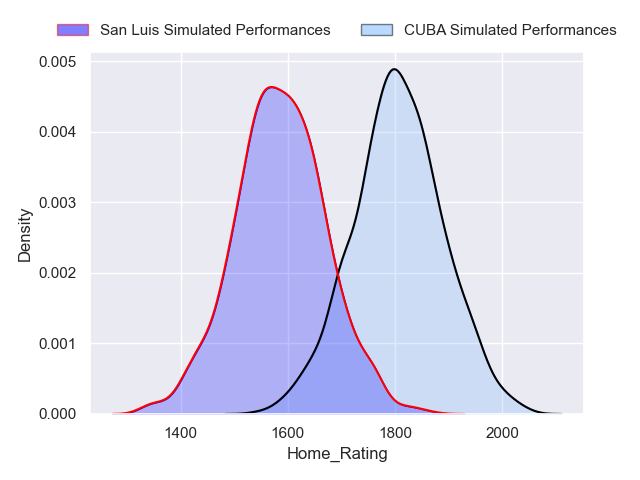 San Luis Simulated Performances CUBA Simulated Performances
0.005
0.004
0.003
0.002
0.001
0.000
Density
1400 1600 1800 2000
Home_Rating